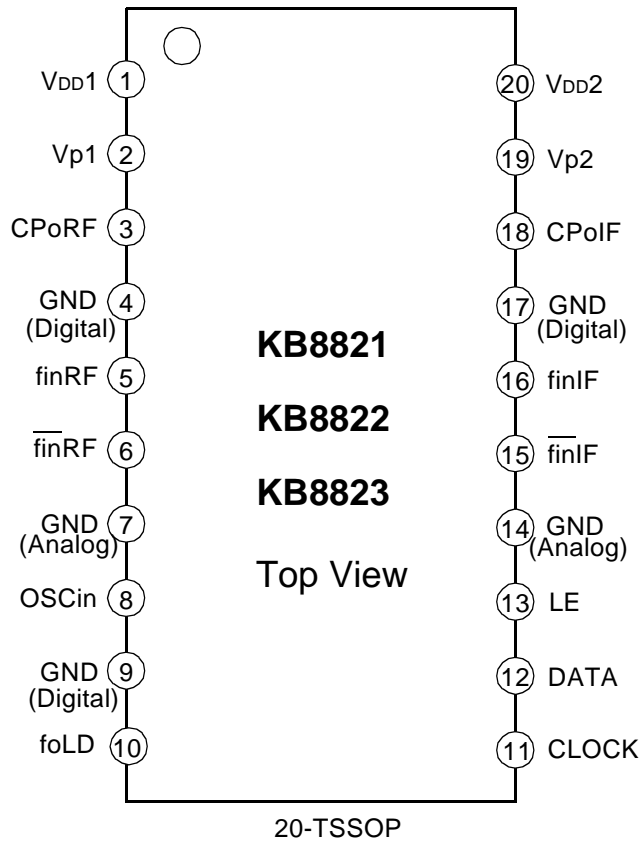 VDD1 1
Vp1 2
CPoRF 3
GND (Digital) 4
finRF 5
f̅i̅n̅RF 6
GND (Analog) 7
OSCin 8
GND (Digital) 9
foLD 10
KB8821
KB8822
KB8823
Top View
20 VDD2
19 Vp2
18 CPoIF
17 GND (Digital)
16 finIF
15 f̅i̅n̅IF
14 GND (Analog)
13 LE
12 DATA
11 CLOCK
20-TSSOP